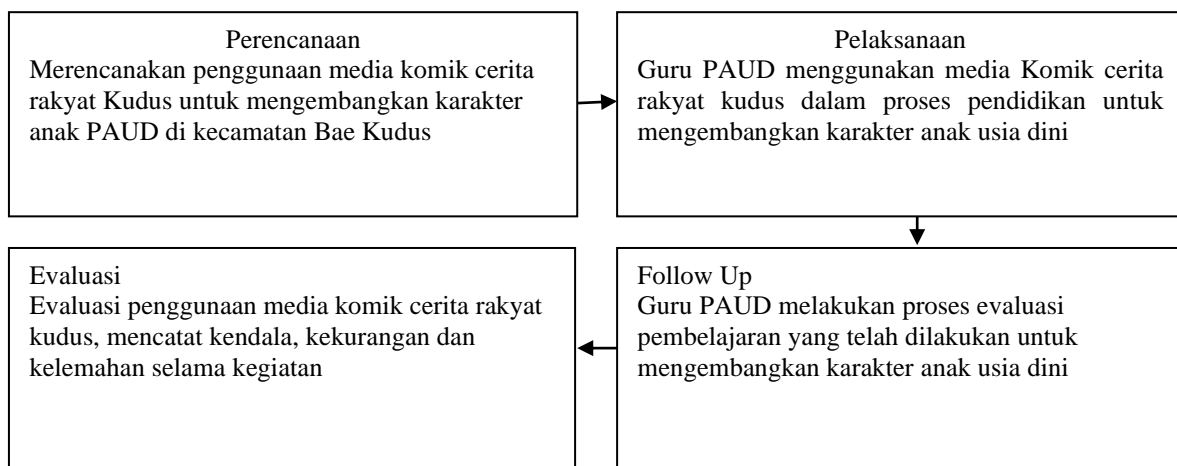 Perencanaan
Merencanakan penggunaan media komik cerita
rakyat Kudus untuk mengembangkan karakter
anak PAUD di kecamatan Bae Kudus
Pelaksanaan
Guru PAUD menggunakan media Komik cerita
rakyat kudus dalam proses pendidikan untuk
mengembangkan karakter anak usia dini
Follow Up
Guru PAUD melakukan proses evaluasi
pembelajaran yang telah dilakukan untuk
mengembangkan karakter anak usia dini
Evaluasi
Evaluasi penggunaan media komik cerita rakyat
kudus, mencatat kendala, kekurangan dan
kelemahan selama kegiatan